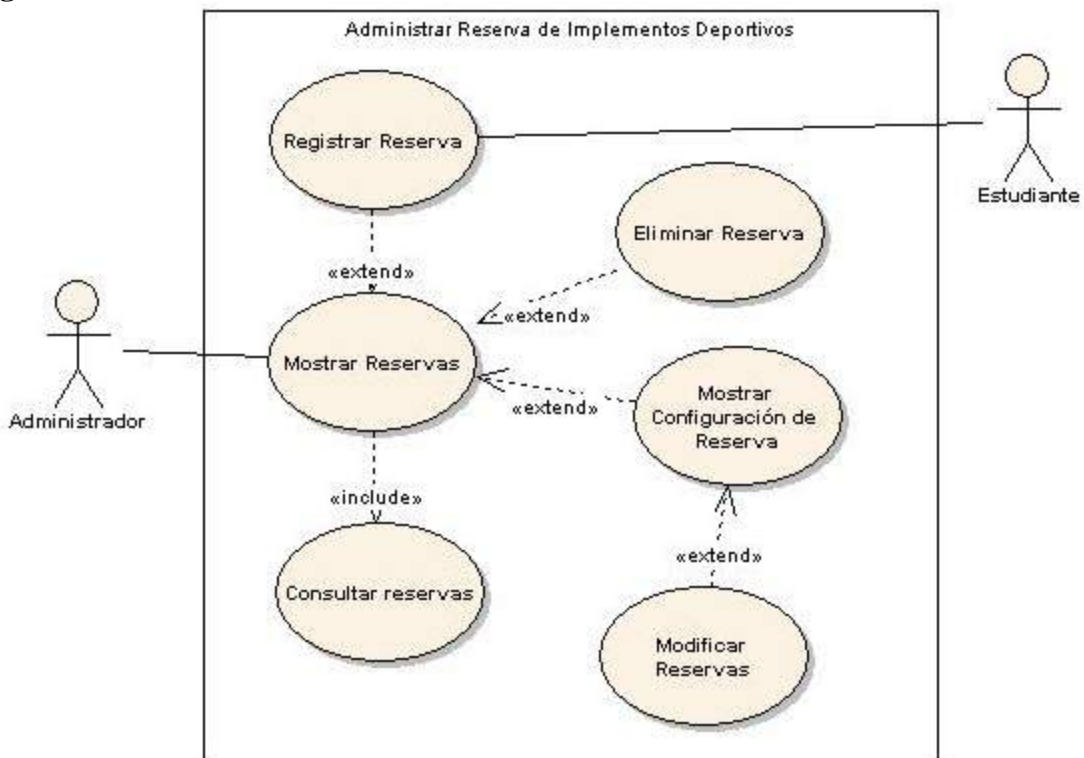 Administrar Reserva de Implementos Deportivos
Registrar Reserva
Estudiante
Eliminar Reserva
«extend»
«extend»
Mostrar Reservas
Administrador
Mostrar
Configuración de
Reserva
«extend»
«include»
Consultar reservas
«extend»
Modificar
Reservas